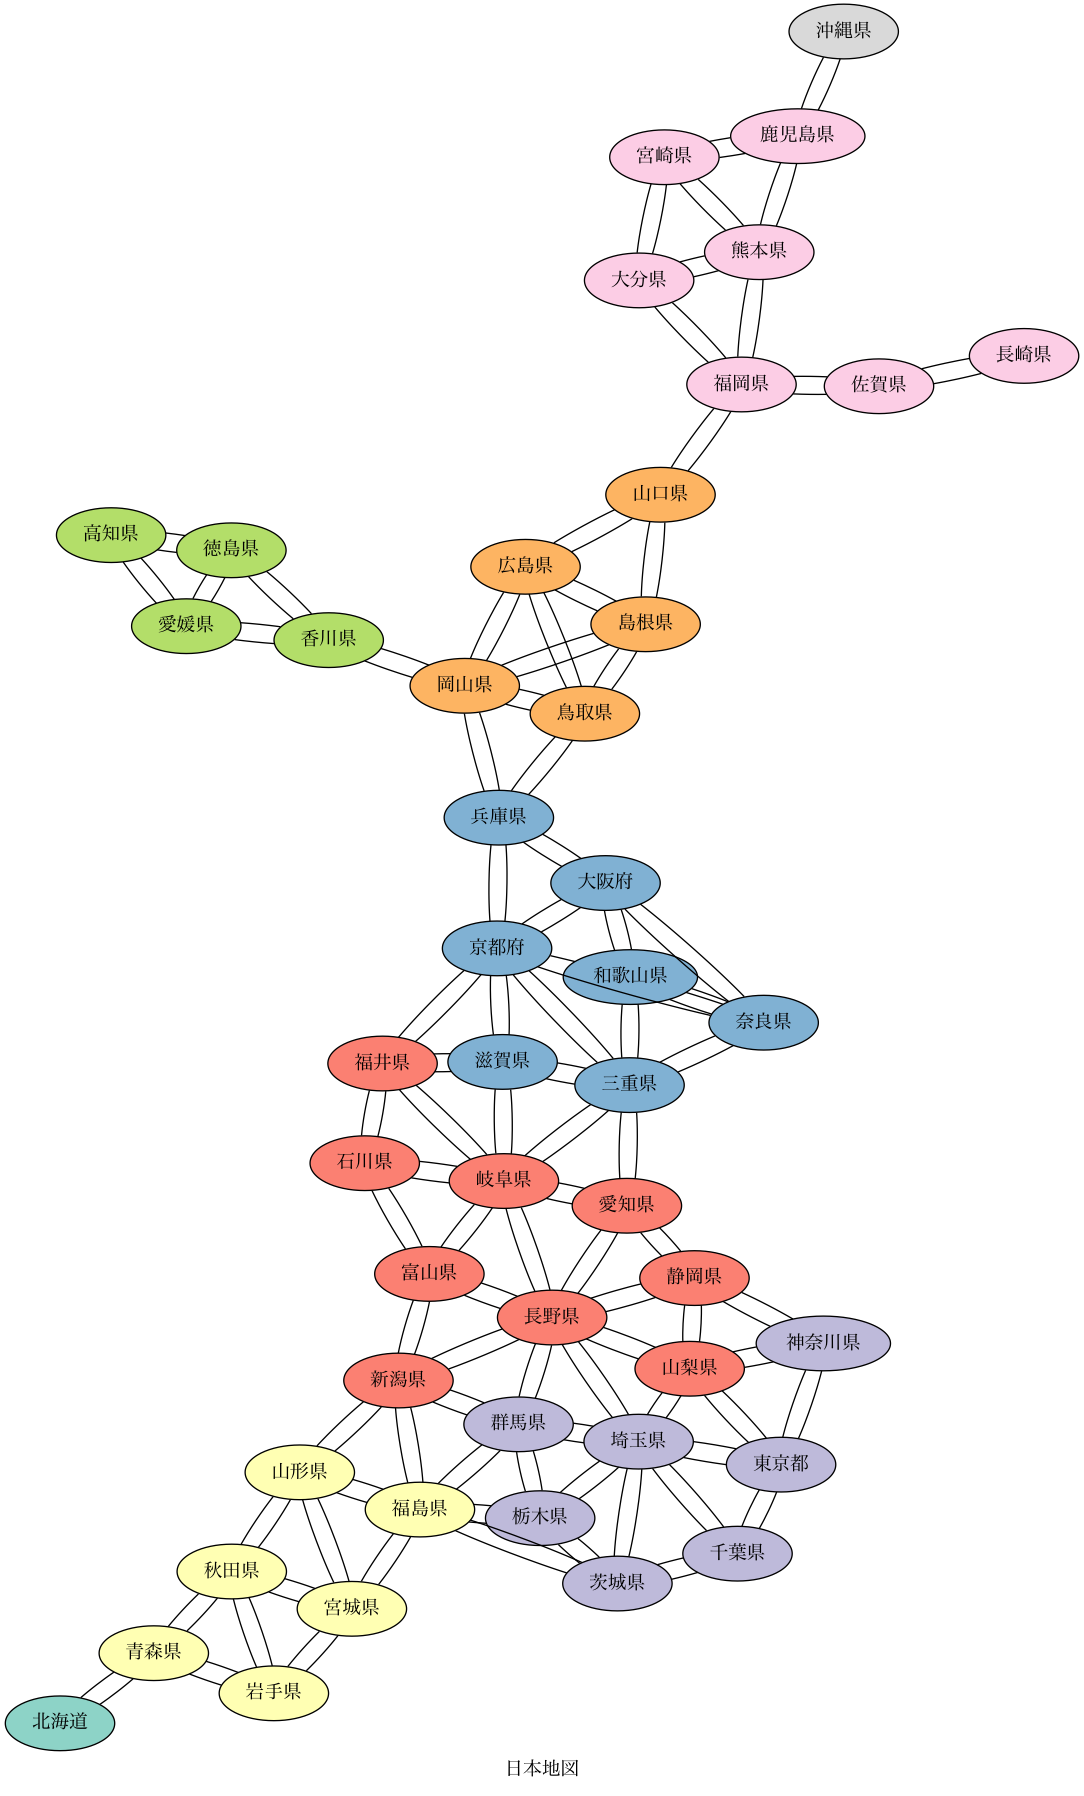 沖縄県
鹿児島県
宮崎県
熊本県
大分県
長崎県
福岡県
佐賀県
山口県
高知県
徳島県
広島県
愛媛県
香川県
島根県
岡山県
鳥取県
兵庫県
大阪府
京都府
和歌山県
奈良県
福井県
滋賀県
三重県
石川県
岐阜県
愛知県
富山県
静岡県
長野県
神奈川県
山梨県
新潟県
群馬県
埼玉県
東京都
山形県
福島県
栃木県
千葉県
秋田県
茨城県
宮城県
青森県
岩手県
北海道
日本地図